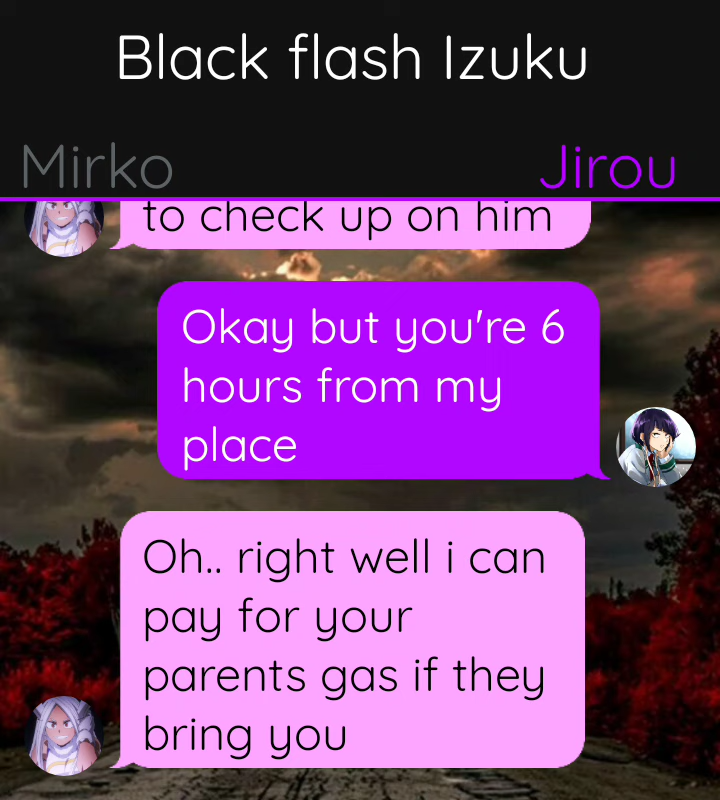 Black flash Izuku
Mirko
Jirou
to check up on him
Okay but you're 6
hours from my
place
Oh.. right well i can
pay for your
parents gas if they
bring you